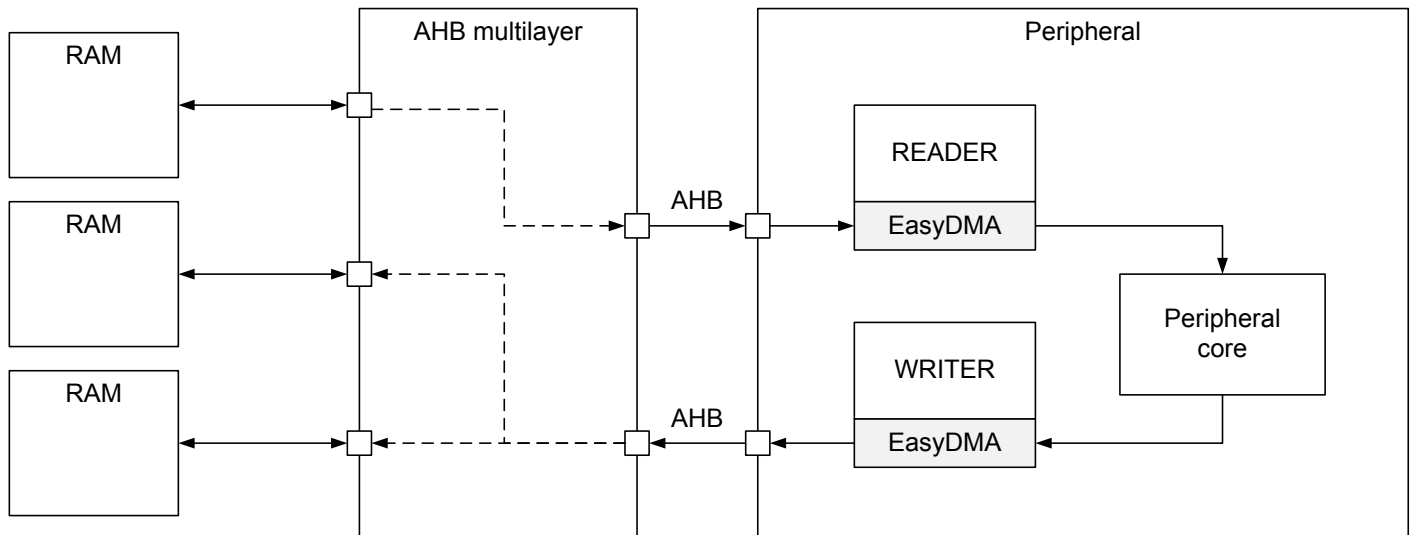 AHB multilayer
Peripheral
RAM
READER
AHB
EasyDMA
RAM
Peripheral
core
WRITER
RAM
AHB
EasyDMA